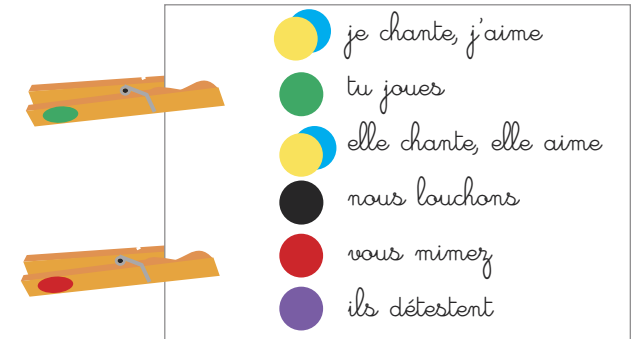 je chante, j'aime
tu joues
elle chante, elle aime
nous louchons
vous mimez
ils détestent